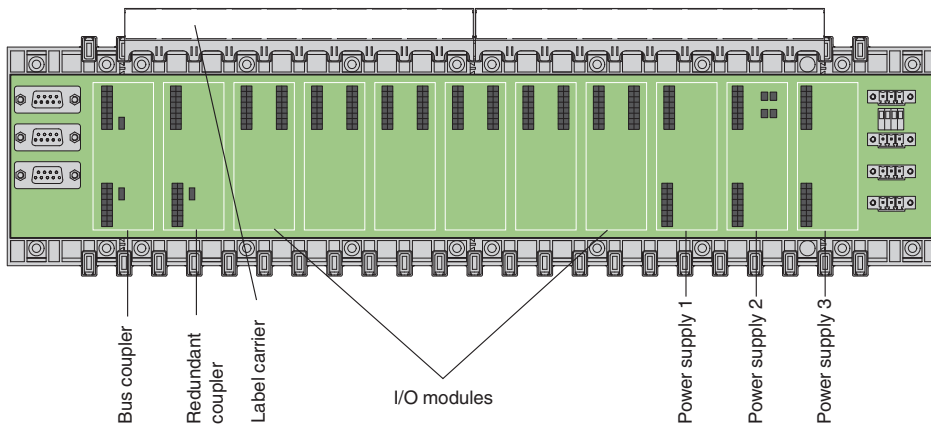 Bus coupler
Redundant
coupler
Label carrier
I/O modules
Power supply 1
Power supply 2
Power supply 3